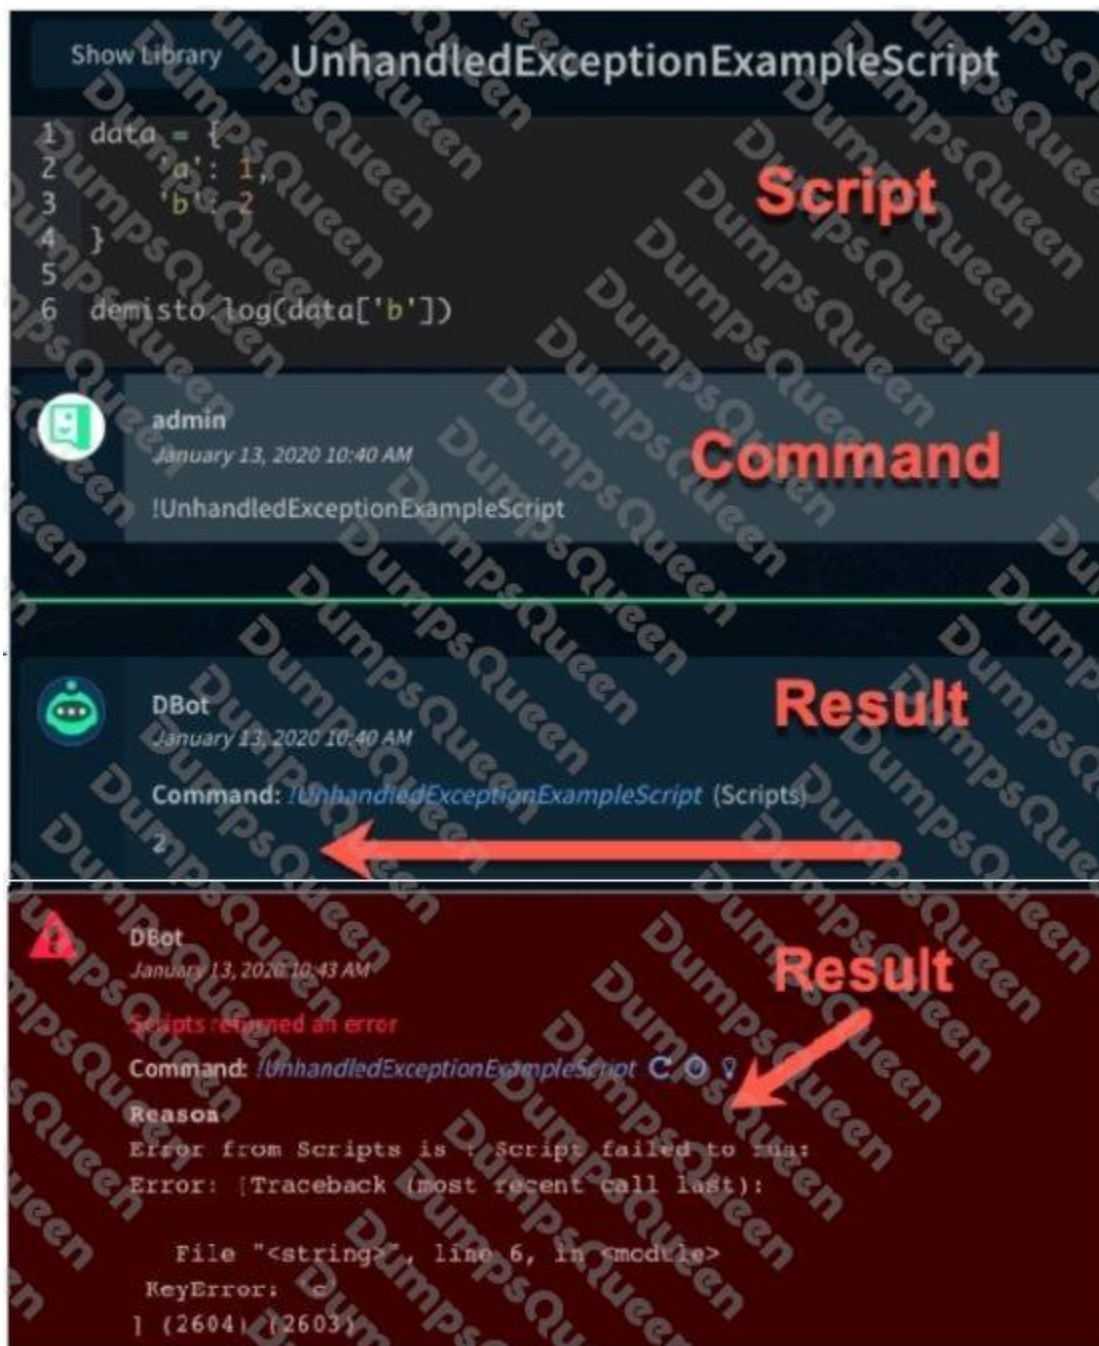 Show Library
UnhandledExceptionExampleScript
1 data = {
2 'a': 1,
3 'b': 2
4 }
5
6 demisto.log(data['b'])
Script
admin
January 13, 2020 10:40 AM
Command
!UnhandledExceptionExampleScript
DBot
January 13, 2020 10:40 AM
Result
Command: !UnhandledExceptionExampleScript (Scripts)
2
DBot
January 13, 2020 10:43 AM
Result
Scripts returned an error
Command: !UnhandledExceptionExampleScript
Reason
Error from Scripts is : Script failed to run:
Error: [Traceback (most recent call last):
File "<string>", line 6, in <module>
KeyError:
] (2604) (2603)
DumpsQueen